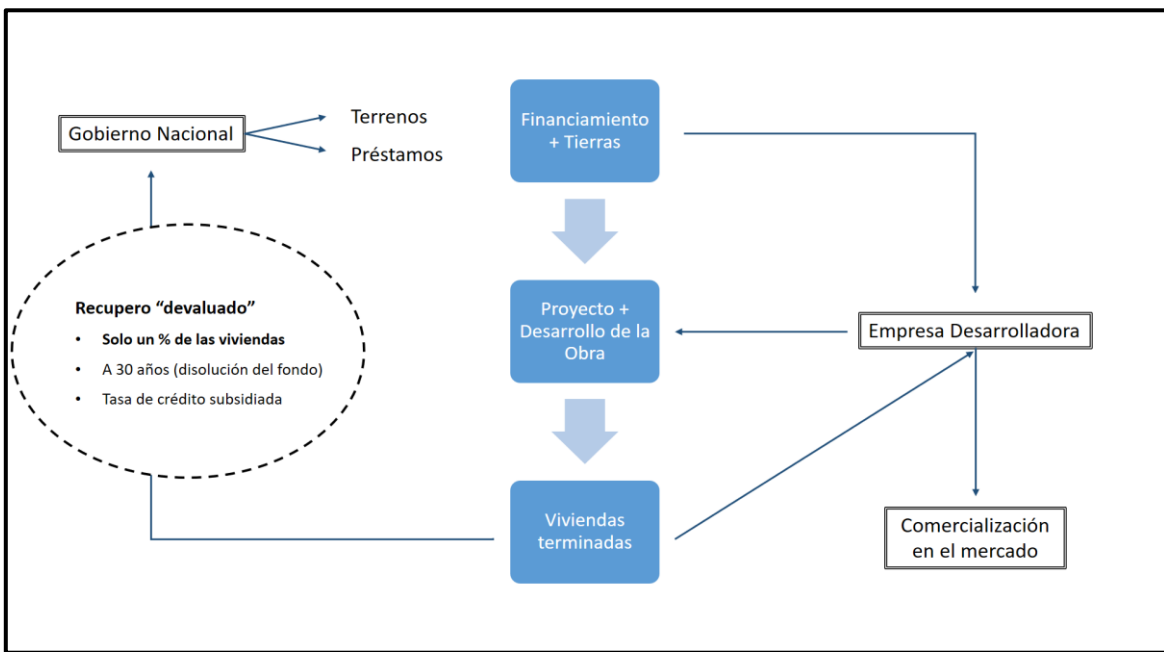 Gobierno Nacional
Terrenos
Préstamos
Financiamiento
+ Tierras
Recupero “devaluado”
• Solo un % de las viviendas
• A 30 años (disolución del fondo)
• Tasa de crédito subsidiada
Proyecto +
Desarrollo de la
Obra
Empresa Desarrolladora
Viviendas
terminadas
Comercialización
en el mercado